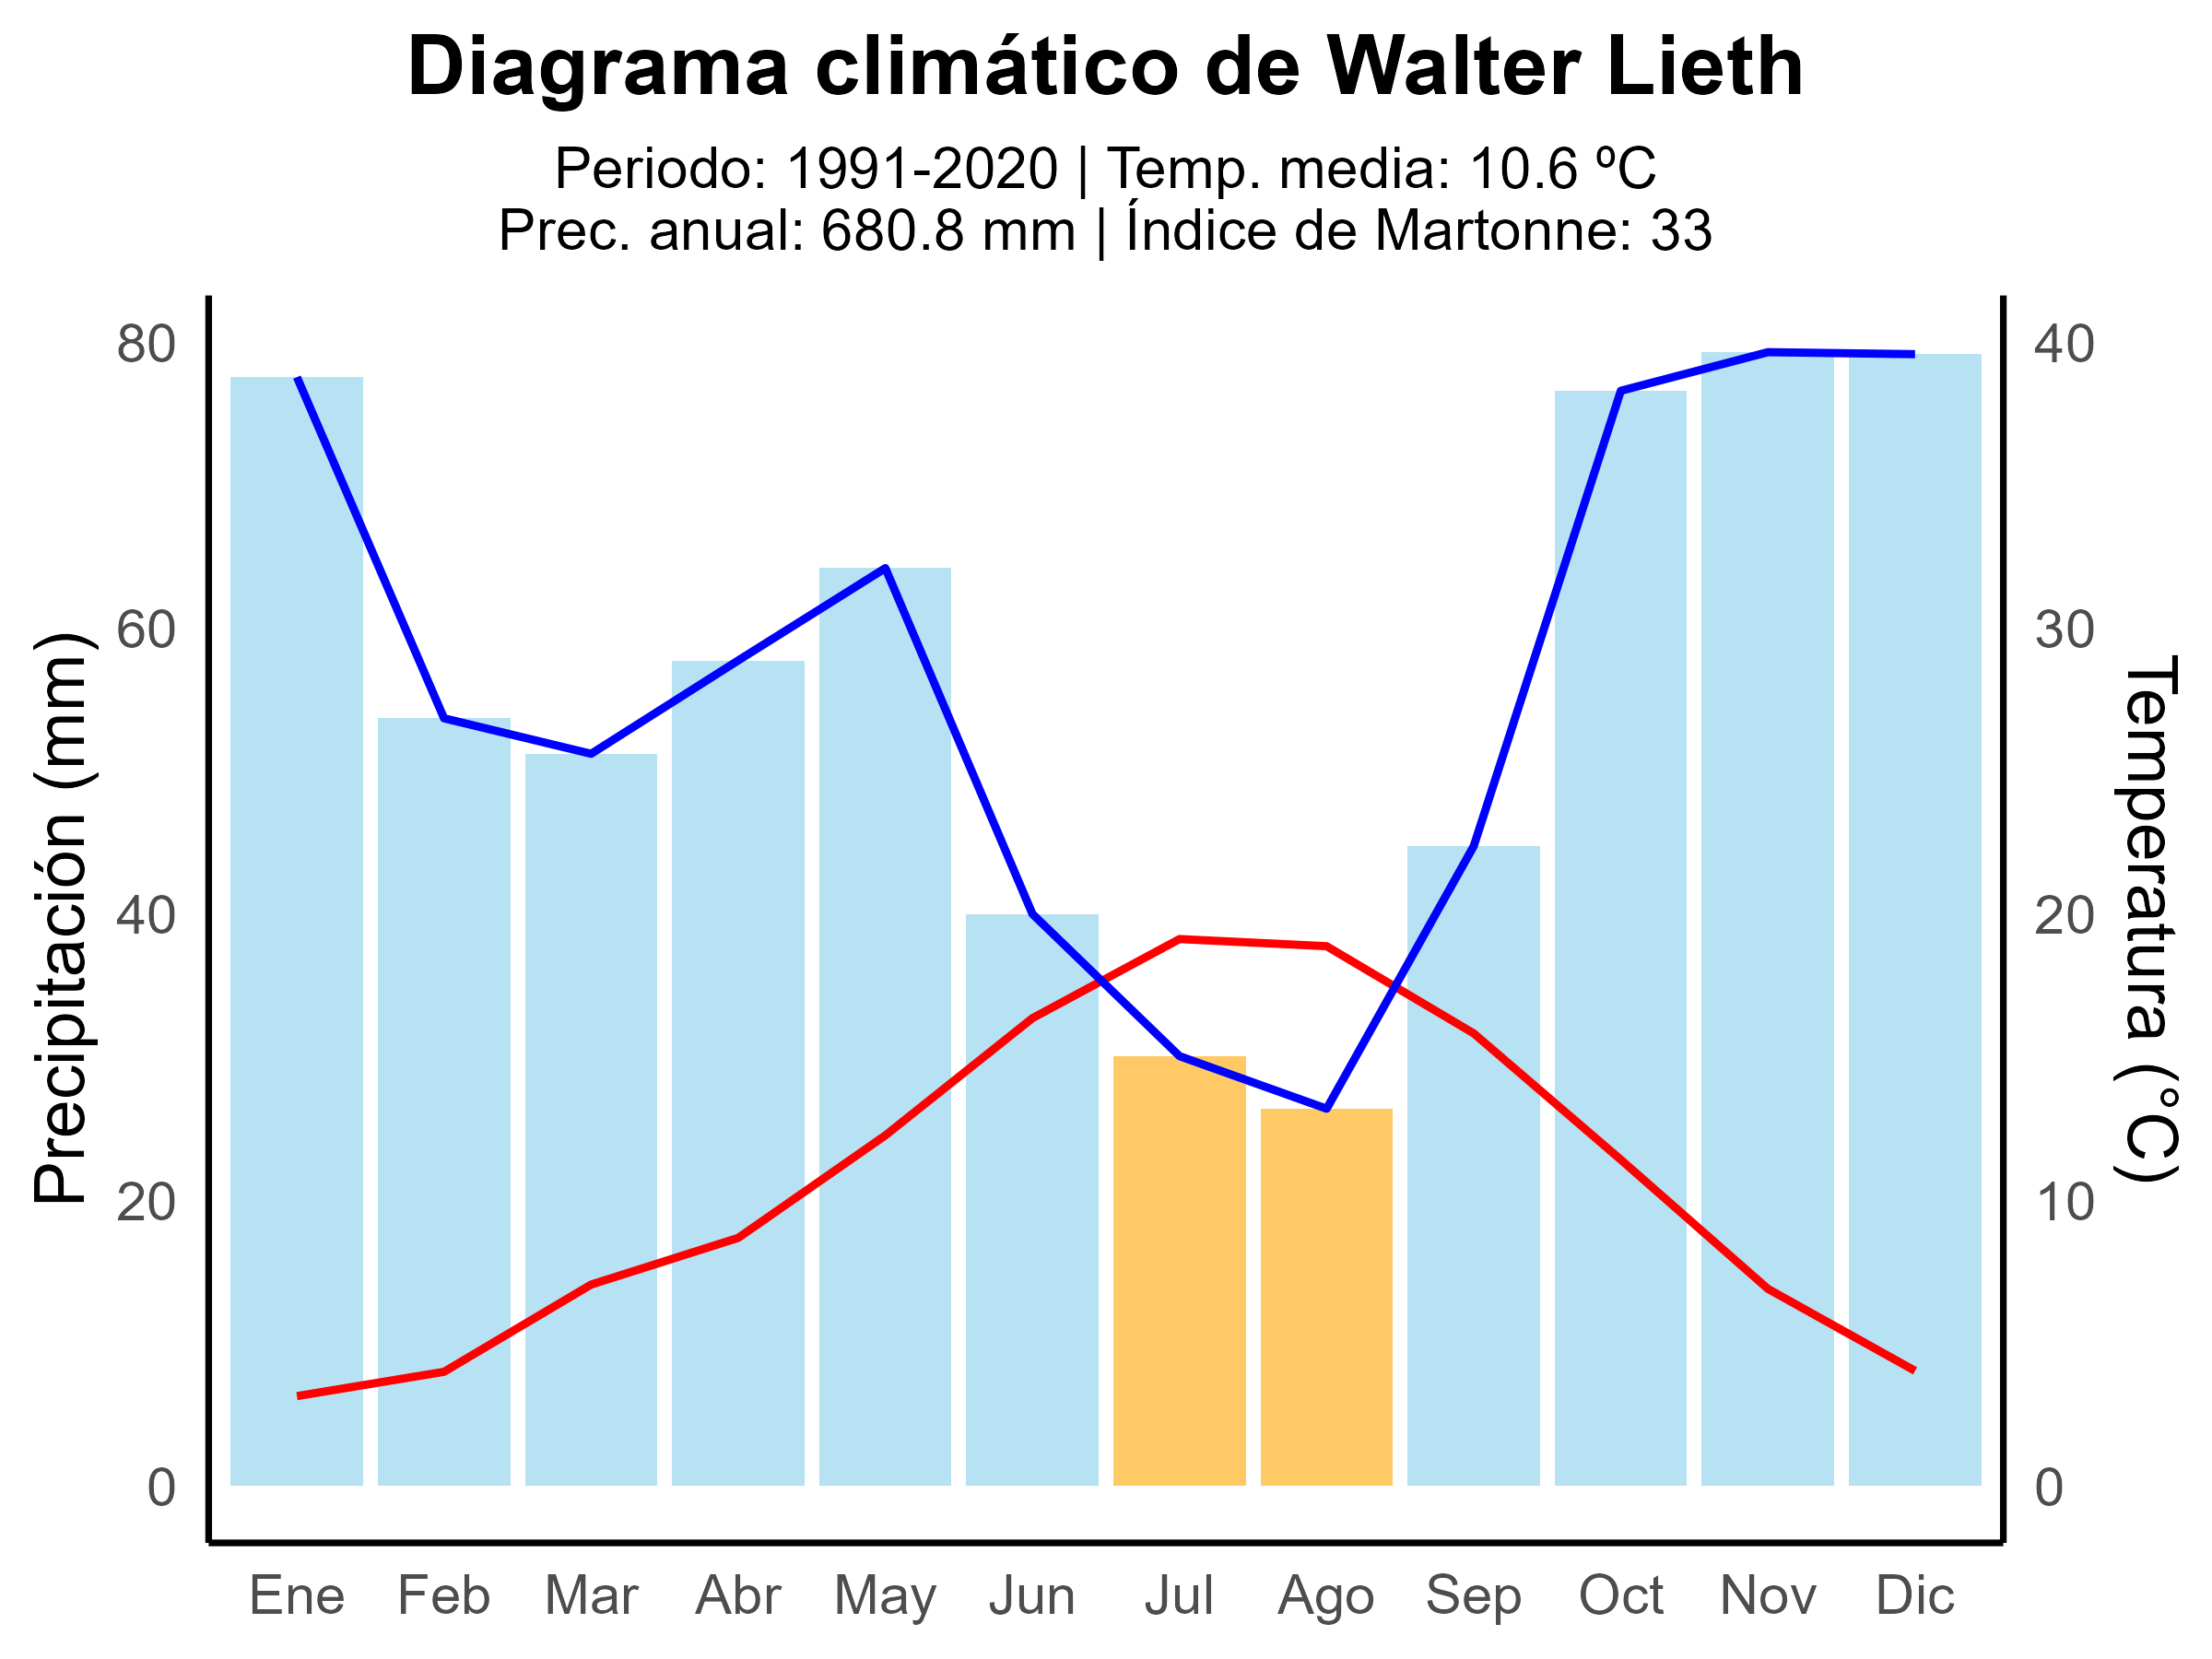 Diagrama climático de Walter Lieth
Periodo: 1991-2020 | Temp. media: 10.6 ºC
Prec. anual: 680.8 mm | Índice de Martonne: 33
Precipitación (mm)
80
60
40
20
0
40
30
20
10
0
Temperatura (°C)
Ene Feb Mar Abr May Jun Jul Ago Sep Oct Nov Dic